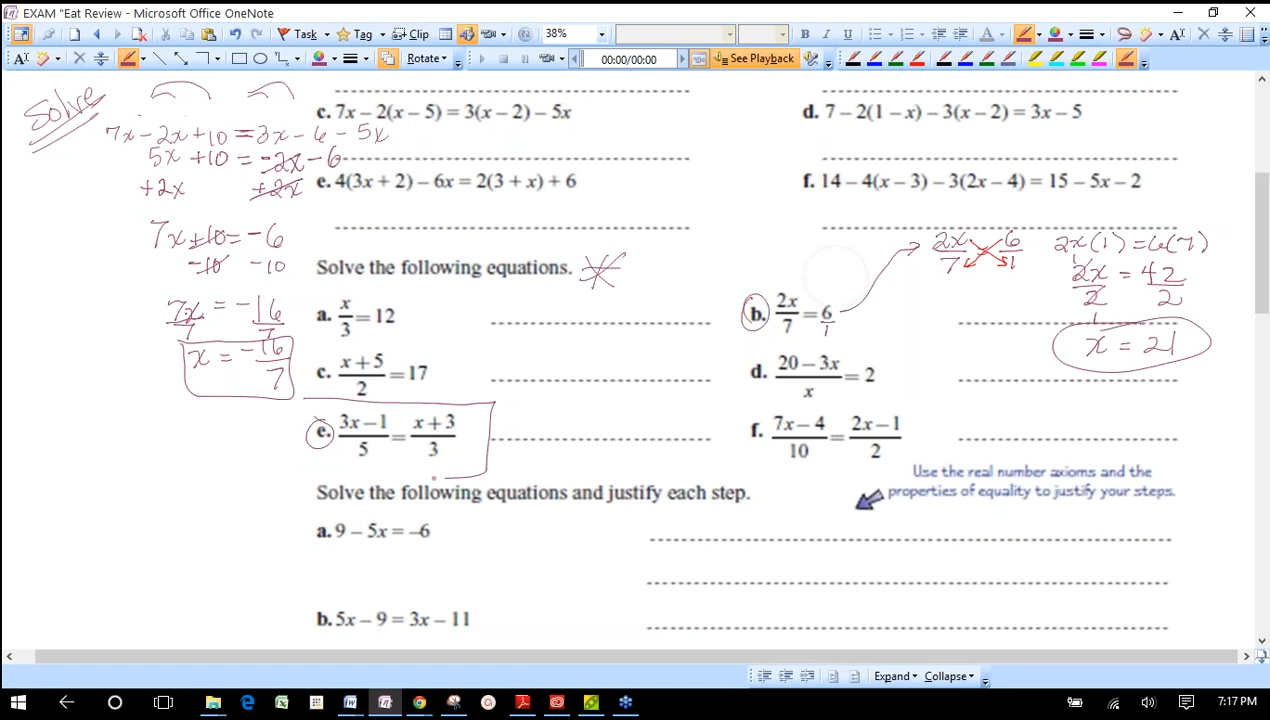 EXAM "Eat Review - Microsoft Office OneNote
Task Tag Clip 38% B I U
Rotate 00:00/00:00 See Playback
Solve
c. 7x – 2(x – 5) = 3(x – 2) – 5x
d. 7 – 2(1 – x) – 3(x – 2) = 3x – 5
7x – 2x + 10 = 3x – 6 – 5x
5x + 10 = –2x – 6
+2x +2x
e. 4(3x + 2) – 6x = 2(3 + x) + 6
f. 14 – 4(x – 3) – 3(2x – 4) = 15 – 5x – 2
7x + 10 = –6
–10 –10
7x/7 = –16/7
x = –16/7
Solve the following equations.
a. x/3 = 12
b. 2x/7 = 6/1
2x/7 6/1
2x(1) = 6(7)
2x/2 = 42/2
x = 21
c. x + 5/2 = 17
d. 20 – 3x/x = 2
e. 3x – 1/5 = x + 3/3
f. 7x – 4/10 = 2x – 1/2
Use the real number axioms and the
properties of equality to justify your steps.
Solve the following equations and justify each step.
a. 9 – 5x = –6
b. 5x – 9 = 3x – 11
Expand Collapse
7:17 PM